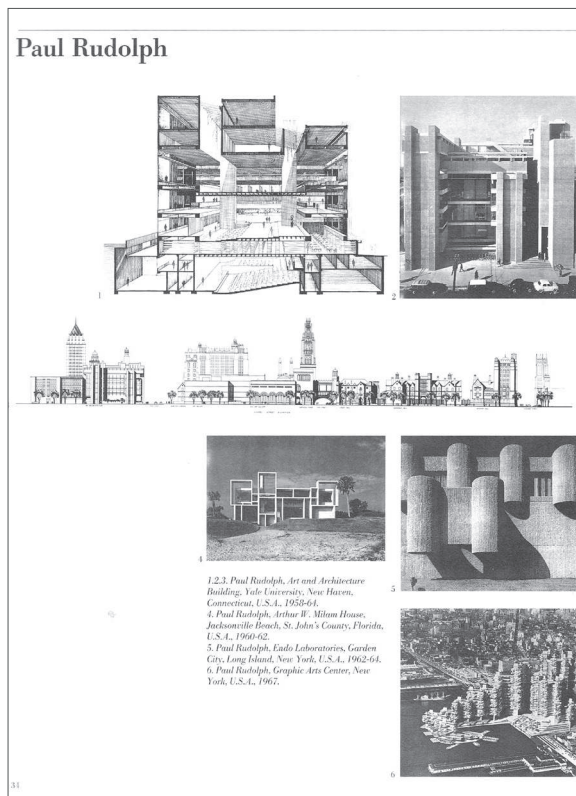 Paul Rudolph
1
2
4
5
1.2.3. Paul Rudolph, Art and Architecture
Building, Yale University, New Haven,
Connecticut, U.S.A., 1958-64.
4. Paul Rudolph, Arthur W. Milam House,
Jacksonville Beach, St. John's County, Florida,
U.S.A., 1960-62.
5. Paul Rudolph, Endo Laboratories, Garden
City, Long Island, New York, U.S.A., 1962-64.
6. Paul Rudolph, Graphic Arts Center, New
York, U.S.A., 1967.
6
34